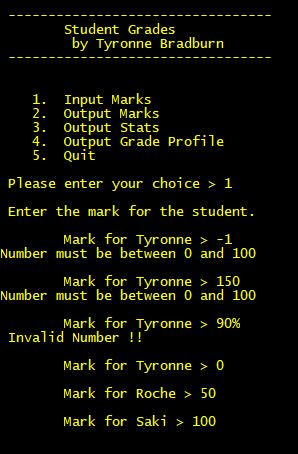 ---------------------------------
Student Grades
by Tyronne Bradburn
---------------------------------
1. Input Marks
2. Output Marks
3. Output Stats
4. Output Grade Profile
5. Quit
Please enter your choice > 1
Enter the mark for the student.
Mark for Tyronne > -1
Number must be between 0 and 100
Mark for Tyronne > 150
Number must be between 0 and 100
Mark for Tyronne > 90%
Invalid Number !!
Mark for Tyronne > 0
Mark for Roche > 50
Mark for Saki > 100